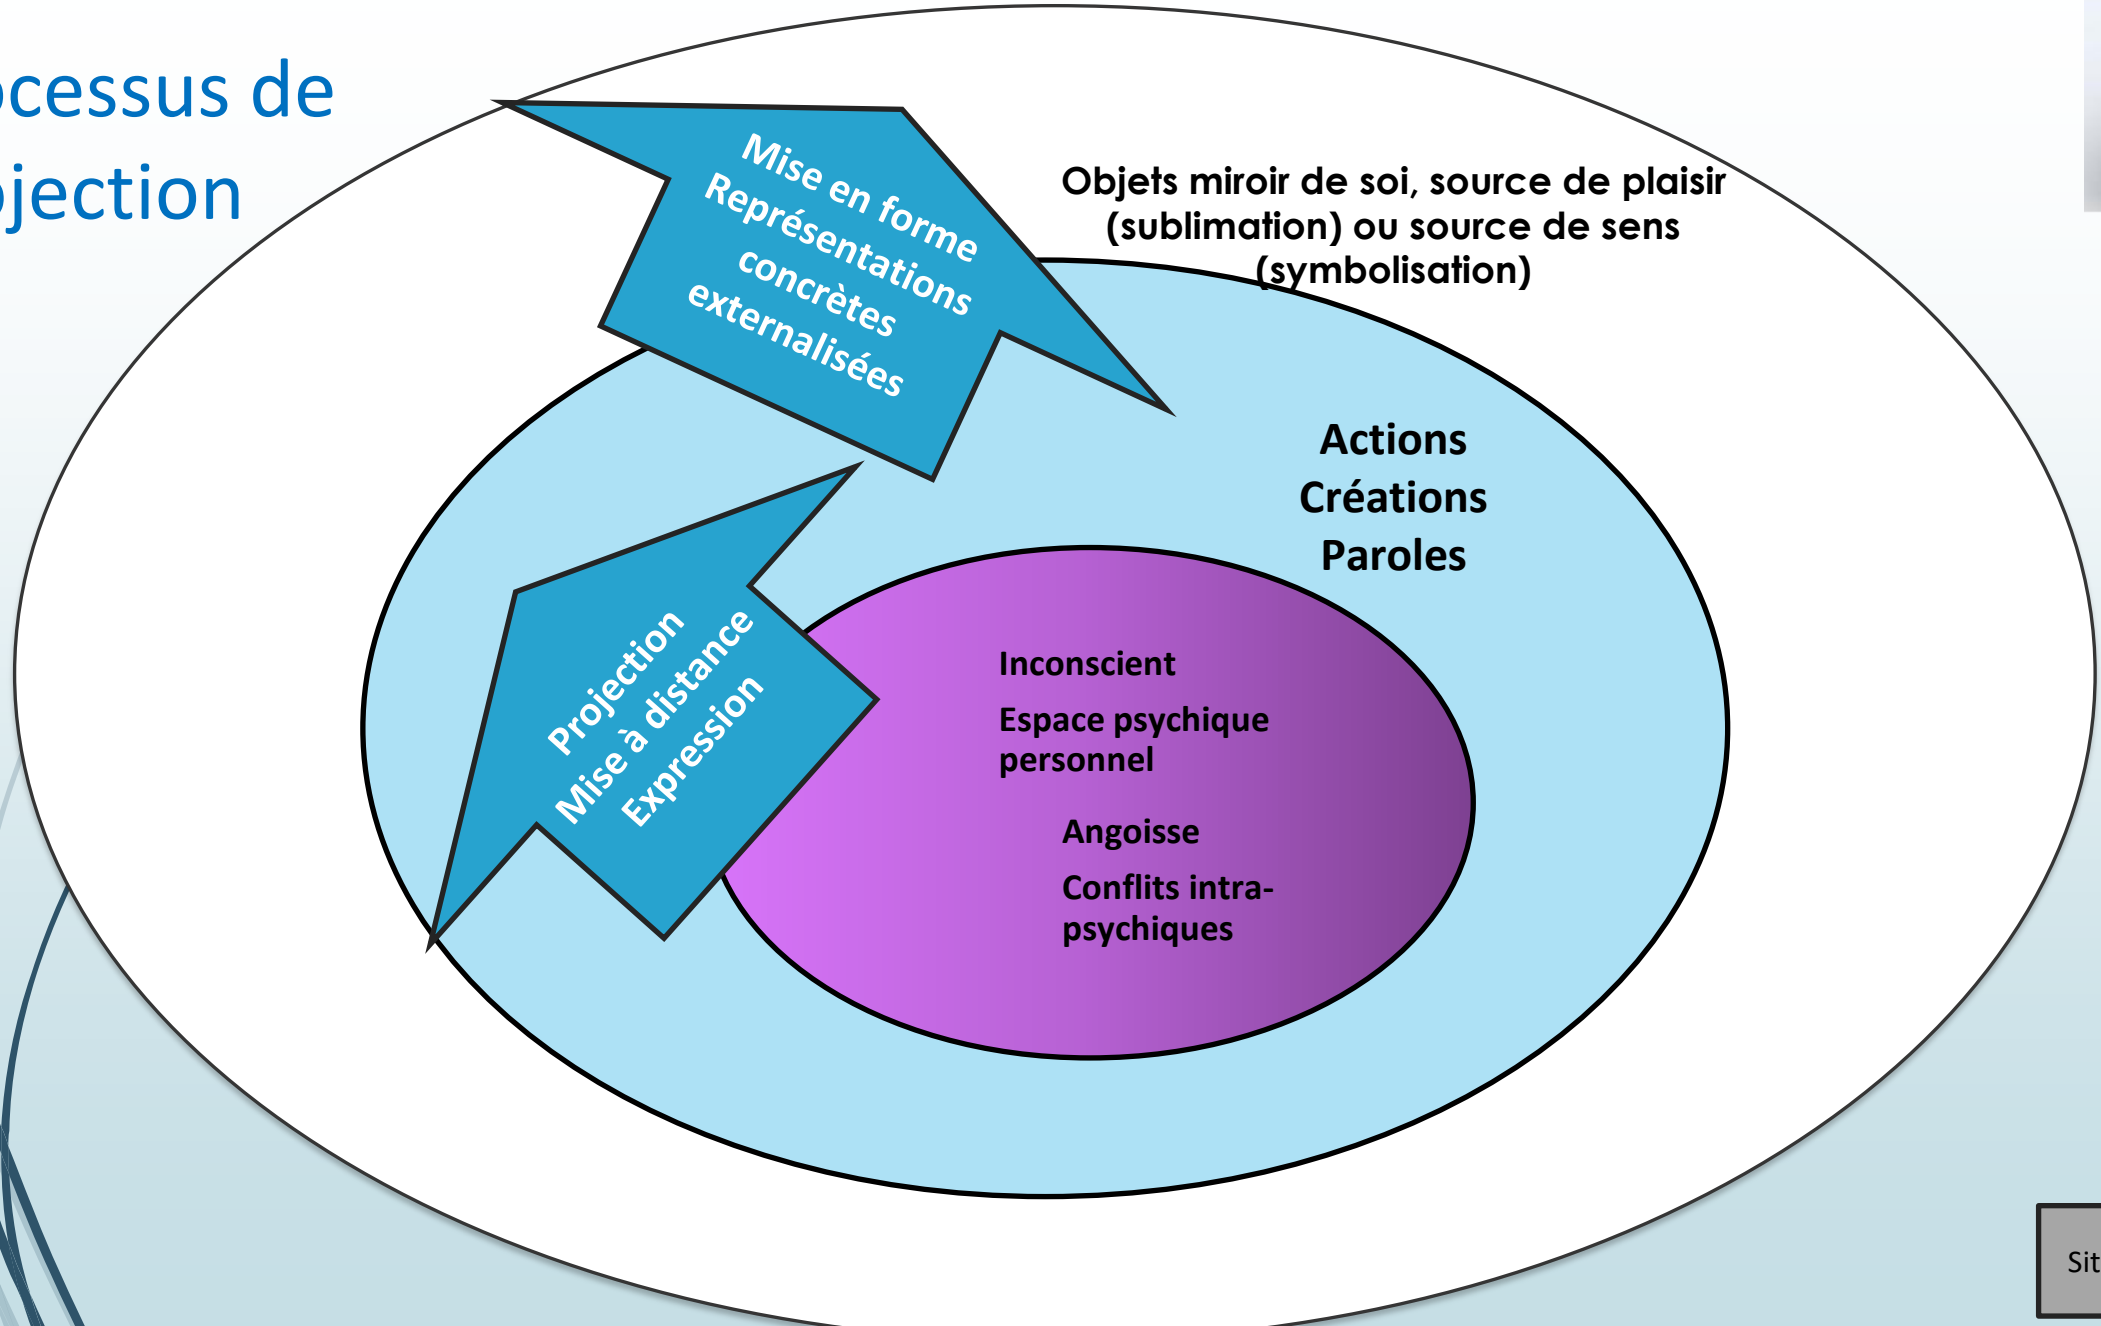 ocessus de
jection
Mise en forme
Représentations
concrètes
externalisées
Objets miroir de soi, source de plaisir
(sublimation) ou source de sens
(symbolisation)
Actions
Créations
Paroles
Projection
Mise à distance
Expression
Inconscient
Espace psychique
personnel
Angoisse
Conflits intra-
psychiques
Sit